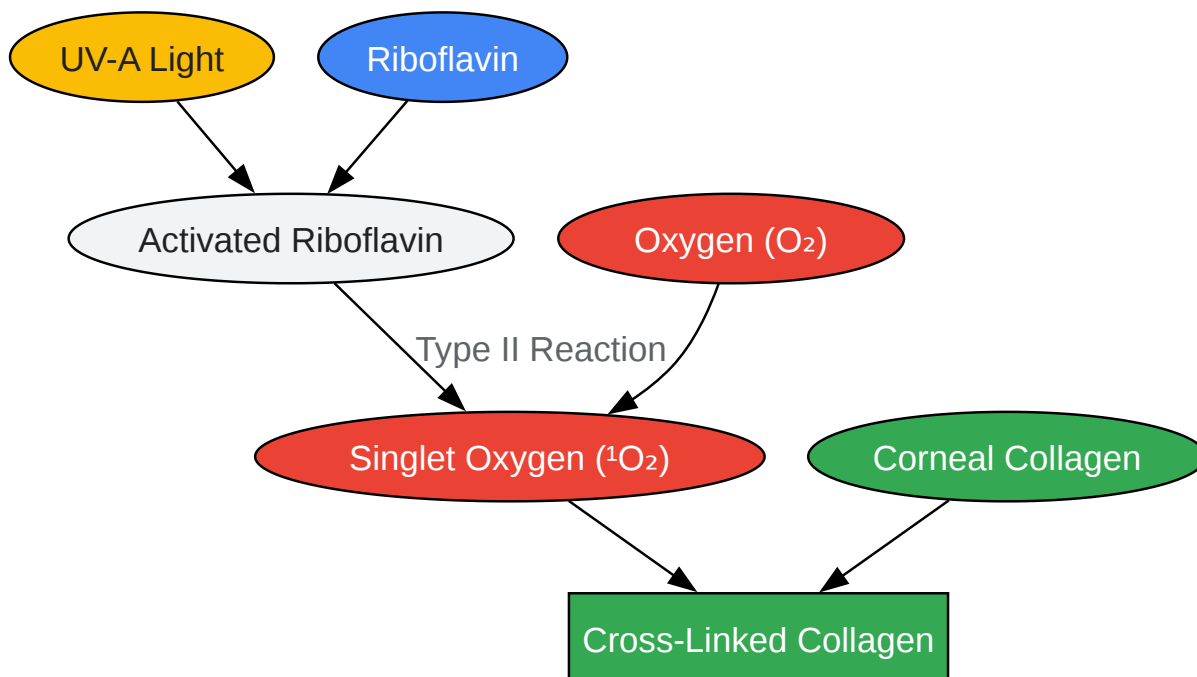 UV-A Light
Riboflavin
Activated Riboflavin
Oxygen (O₂)
Type II Reaction
Singlet Oxygen (¹O₂)
Corneal Collagen
Cross-Linked Collagen